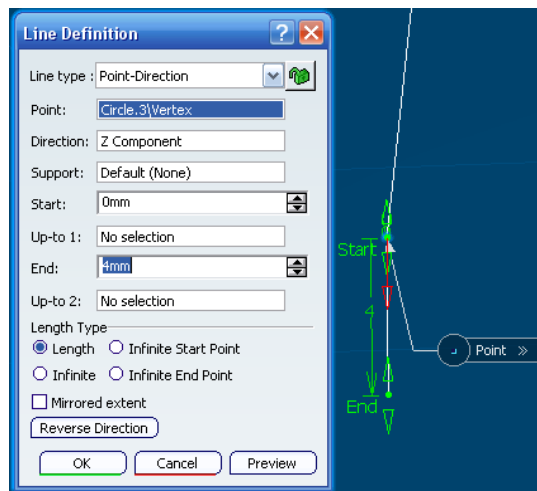 Line Definition
Line type : Point-Direction
Point: Circle.3\Vertex
Direction: Z Component
Support: Default (None)
Start: 0mm
Up-to 1: No selection
End: 4mm
Up-to 2: No selection
Length Type
Length Infinite Start Point
Infinite Infinite End Point
Mirrored extent
Reverse Direction
OK Cancel Preview
Start
4
End
Point »